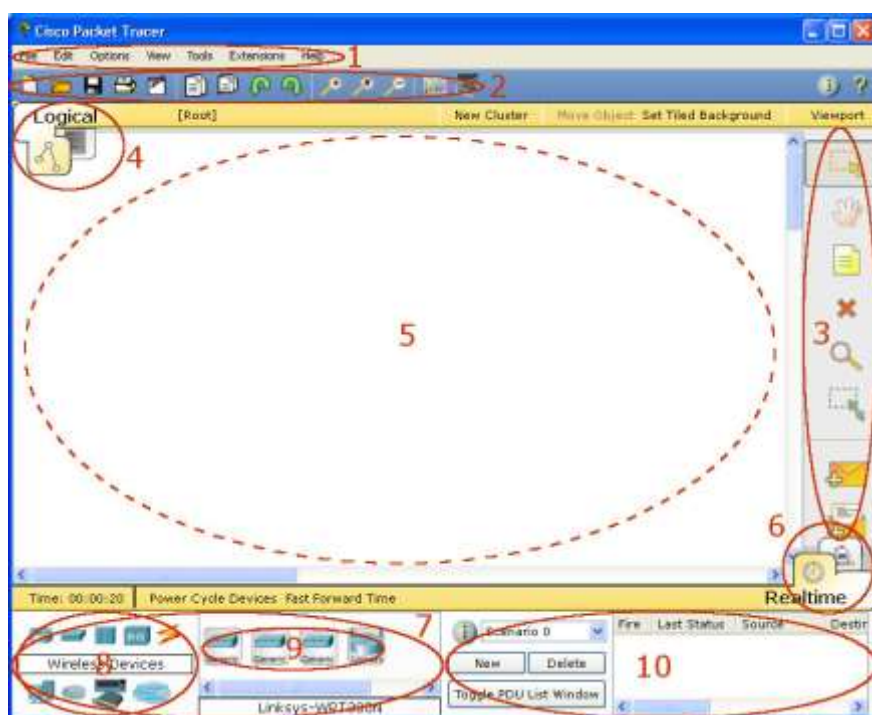 Cisco Packet Tracer
File Edit Options View Tools Extensions Help 1
2
Logical [Root] New Cluster Move Object Set Tiled Background Viewport
4
5
3
6
Time: 00:00:20 Power Cycle Devices Fast Forward Time Realtime
7
Scenario 0 Fire Last Status Source Destin
Wireless Devices
8
9
New Delete
10
Toggle PDU List Window
Linksys-WRT300N